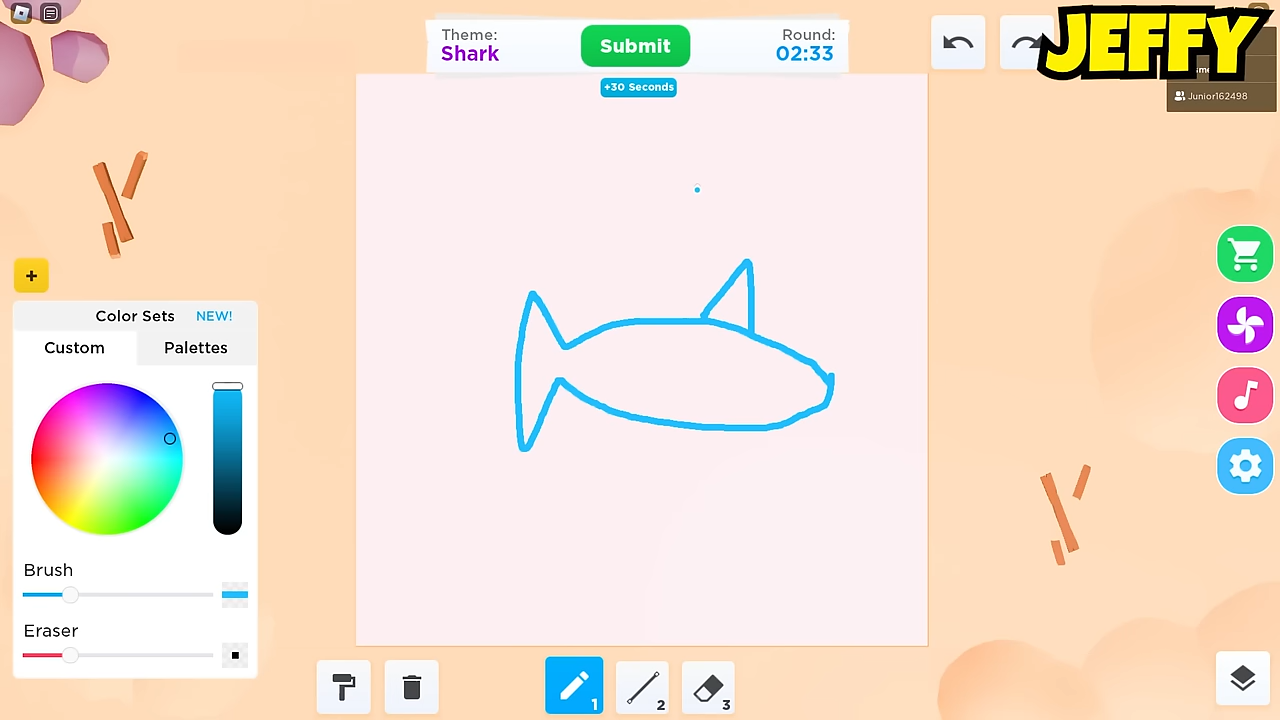 Theme:
Shark
Submit
Round:
02:33
+30 Seconds
JEFFY
Junior162498
+
Color Sets NEW!
Custom Palettes
Brush
Eraser
1
2
3